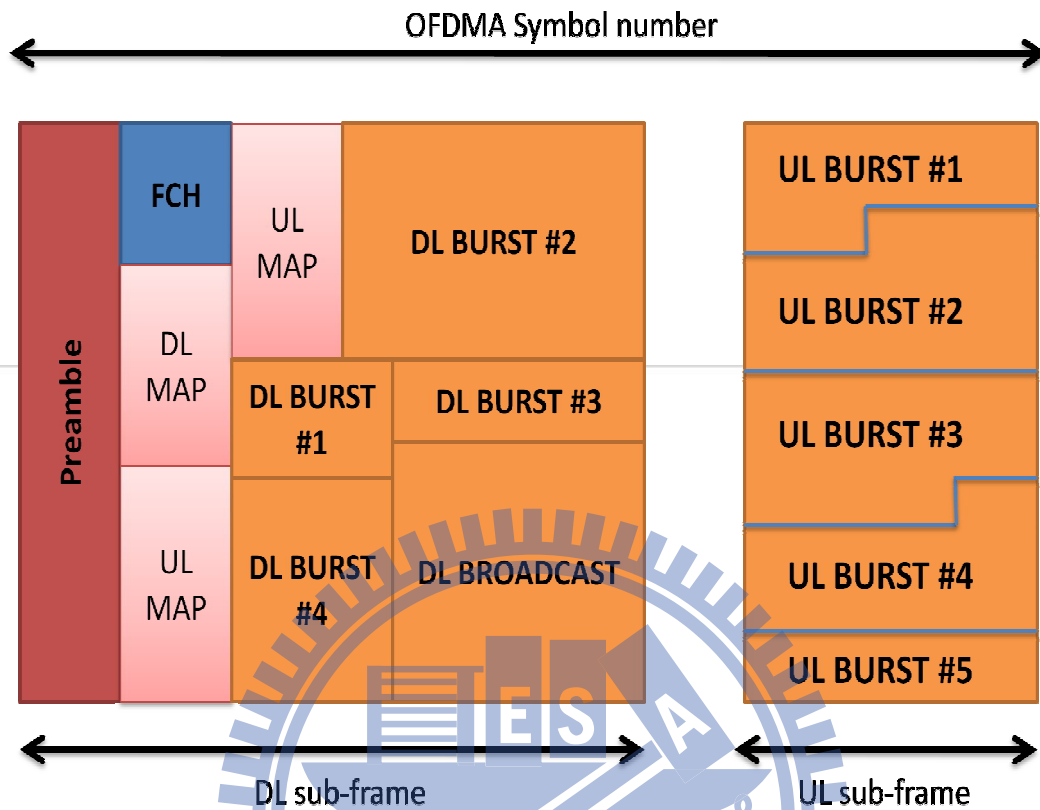 OFDMA Symbol number
Preamble
FCH
DL
MAP
UL
MAP
UL
MAP
DL BURST #2
DL BURST
#1
DL BURST #3
DL BURST
#4
DL BROADCAST
UL BURST #1
UL BURST #2
UL BURST #3
UL BURST #4
UL BURST #5
ESA
DL sub-frame
UL sub-frame